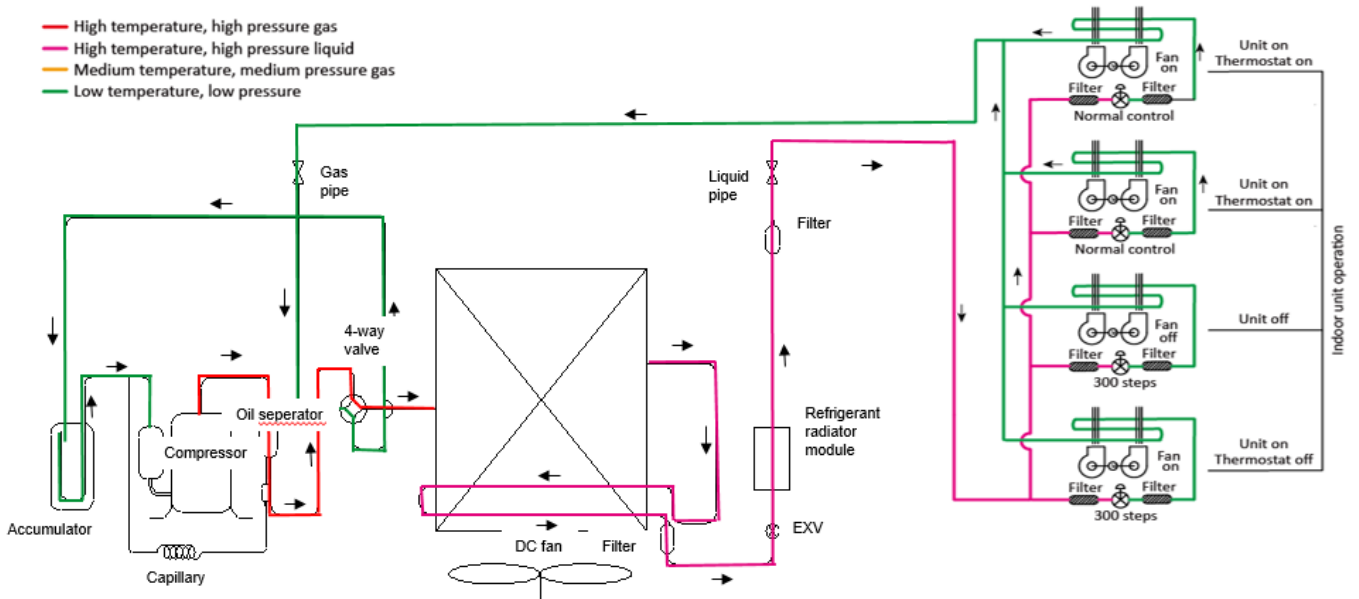 High temperature, high pressure gas
High temperature, high pressure liquid
Medium temperature, medium pressure gas
Low temperature, low pressure
Gas
pipe
Liquid
pipe
Filter
4-way
valve
Oil seperator
Compressor
Accumulator
Capillary
DC fan
Filter
EXV
Refrigerant
radiator
module
Fan
on
Filter
Filter
Normal control
Unit on
Thermostat on
Fan
on
Filter
Filter
Normal control
Unit on
Thermostat on
Fan
off
Filter
Filter
300 steps
Unit off
Fan
on
Filter
Filter
300 steps
Unit on
Thermostat off
Indoor unit operation